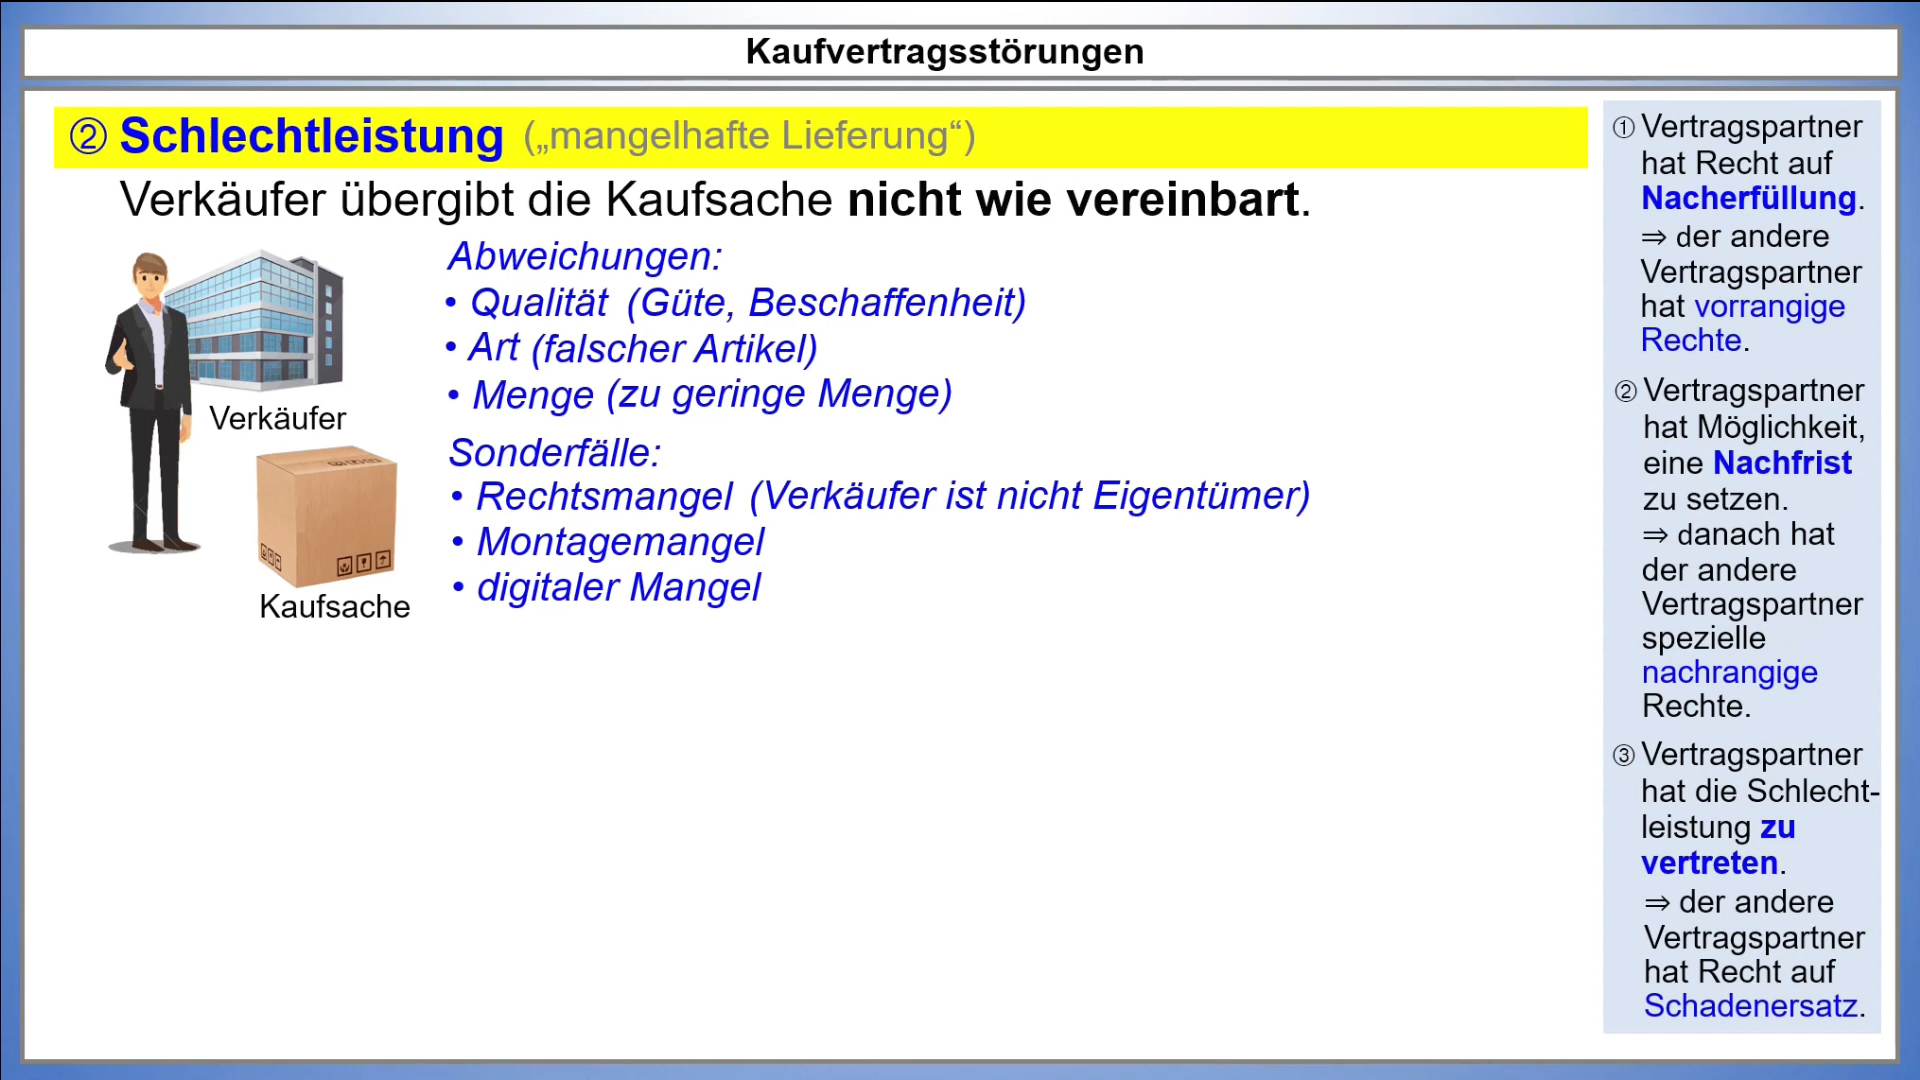 Kaufvertragsstörungen
② Schlechtleistung („mangelhafte Lieferung“)
Verkäufer übergibt die Kaufsache nicht wie vereinbart.
Abweichungen:
• Qualität (Güte, Beschaffenheit)
• Art (falscher Artikel)
• Menge (zu geringe Menge)
Verkäufer
Sonderfälle:
• Rechtsmangel (Verkäufer ist nicht Eigentümer)
• Montagemangel
• digitaler Mangel
Kaufsache
① Vertragspartner
hat Recht auf
Nacherfüllung.
⇒ der andere
Vertragspartner
hat vorrangige
Rechte.
② Vertragspartner
hat Möglichkeit,
eine Nachfrist
zu setzen.
⇒ danach hat
der andere
Vertragspartner
spezielle
nachrangige
Rechte.
③ Vertragspartner
hat die Schlecht-
leistung zu
vertreten.
⇒ der andere
Vertragspartner
hat Recht auf
Schadenersatz.